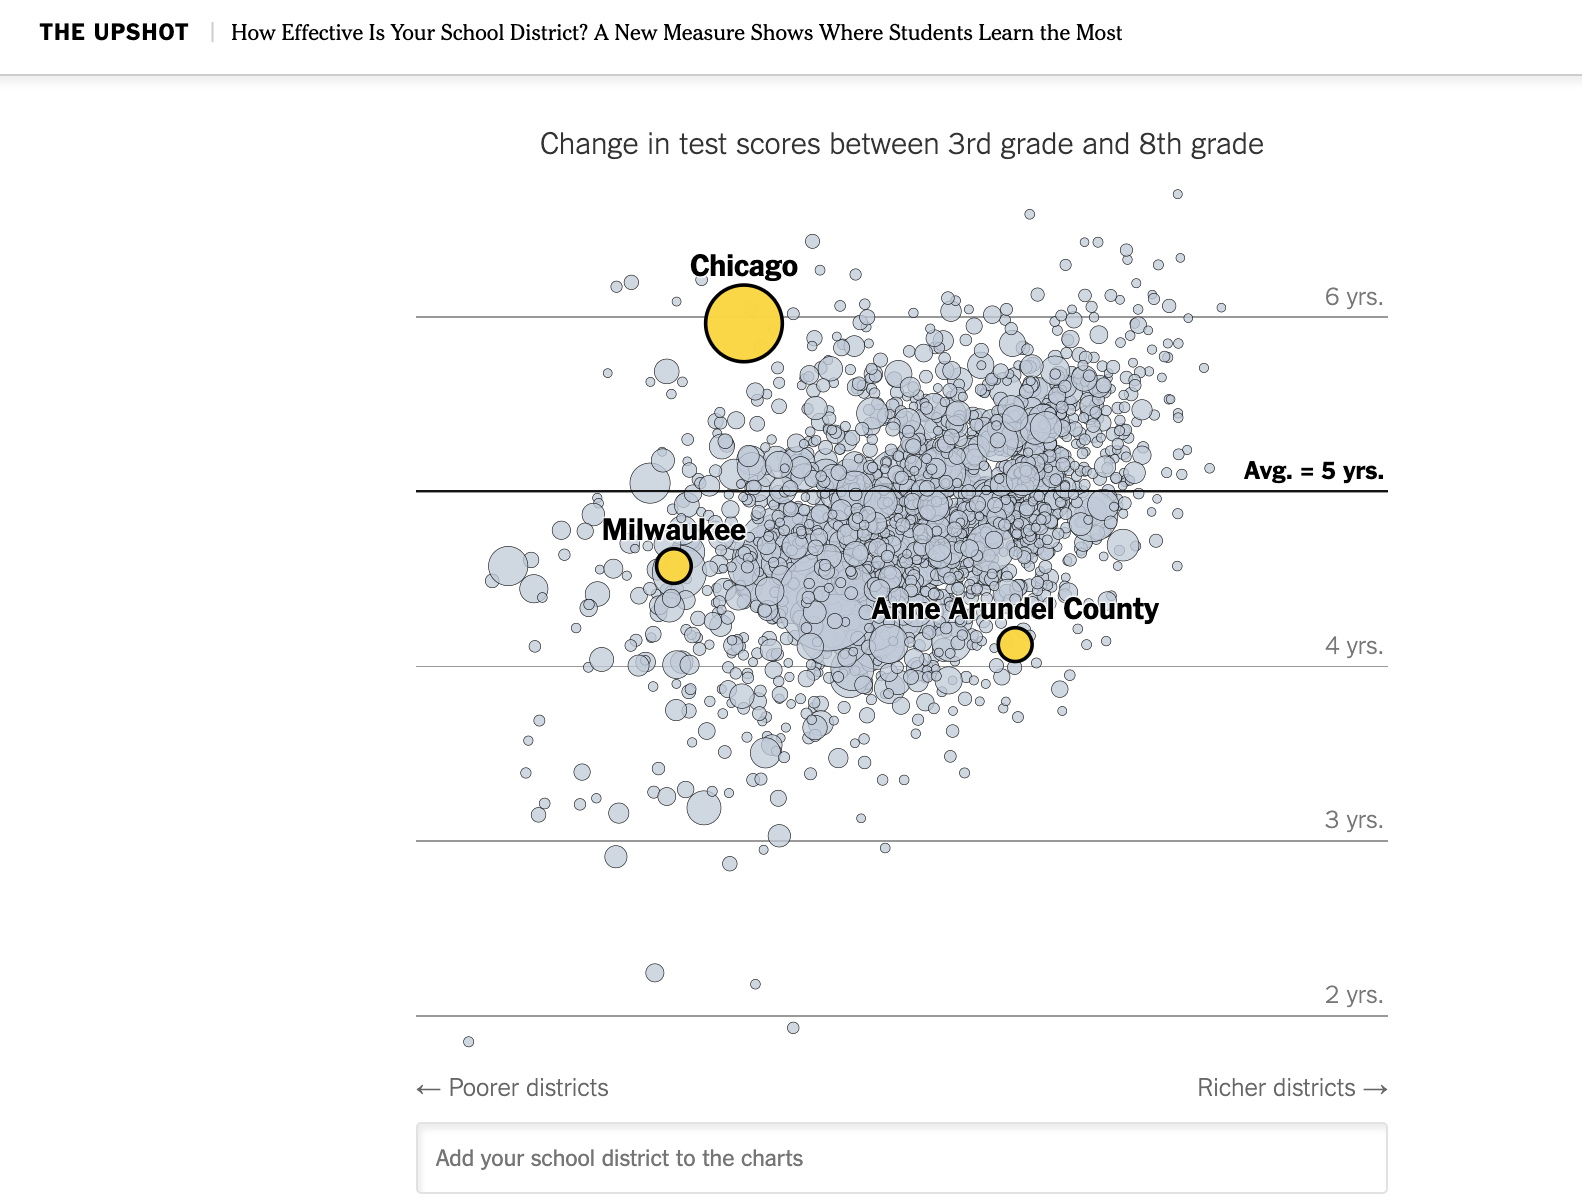 THE UPSHOT | How Effective Is Your School District? A New Measure Shows Where Students Learn the Most
Change in test scores between 3rd grade and 8th grade
Chicago
6 yrs.
Avg. = 5 yrs.
Milwaukee
Anne Arundel County
4 yrs.
3 yrs.
2 yrs.
← Poorer districts
Richer districts →
Add your school district to the charts